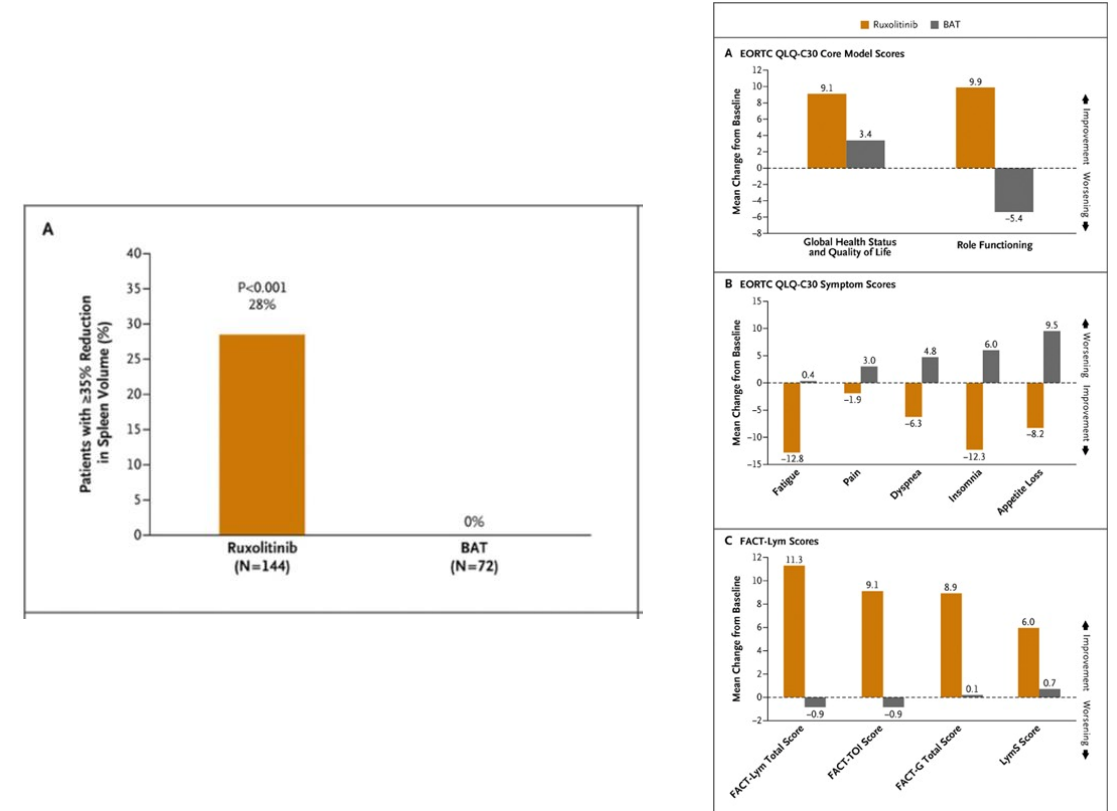 A
Patients with ≥35% Reduction
in Spleen Volume (%)
40
35
30
25
20
15
10
5
0
P<0.001
28%
0%
Ruxolitinib
(N=144)
BAT
(N=72)
Ruxolitinib BAT
A EORTC QLQ-C30 Core Model Scores
Mean Change from Baseline
12
10
8
6
4
2
0
−2
−4
−6
−8
9.1
3.4
9.9
−5.4
Improvement
Worsening
Global Health Status
and Quality of Life
Role Functioning
B EORTC QLQ-C30 Symptom Scores
Mean Change from Baseline
15
10
5
0
−5
−10
−15
−12.8
0.4
−1.9
3.0
−6.3
4.8
−12.3
6.0
−8.2
9.5
Worsening
Improvement
Fatigue
Pain
Dyspnea
Insomnia
Appetite Loss
C FACT-Lym Scores
Mean Change from Baseline
12
10
8
6
4
2
0
−2
11.3
−0.9
9.1
−0.9
8.9
0.1
6.0
0.7
Improvement
Worsening
FACT-Lym Total Score
FACT-TOI Score
FACT-G Total Score
LymS Score